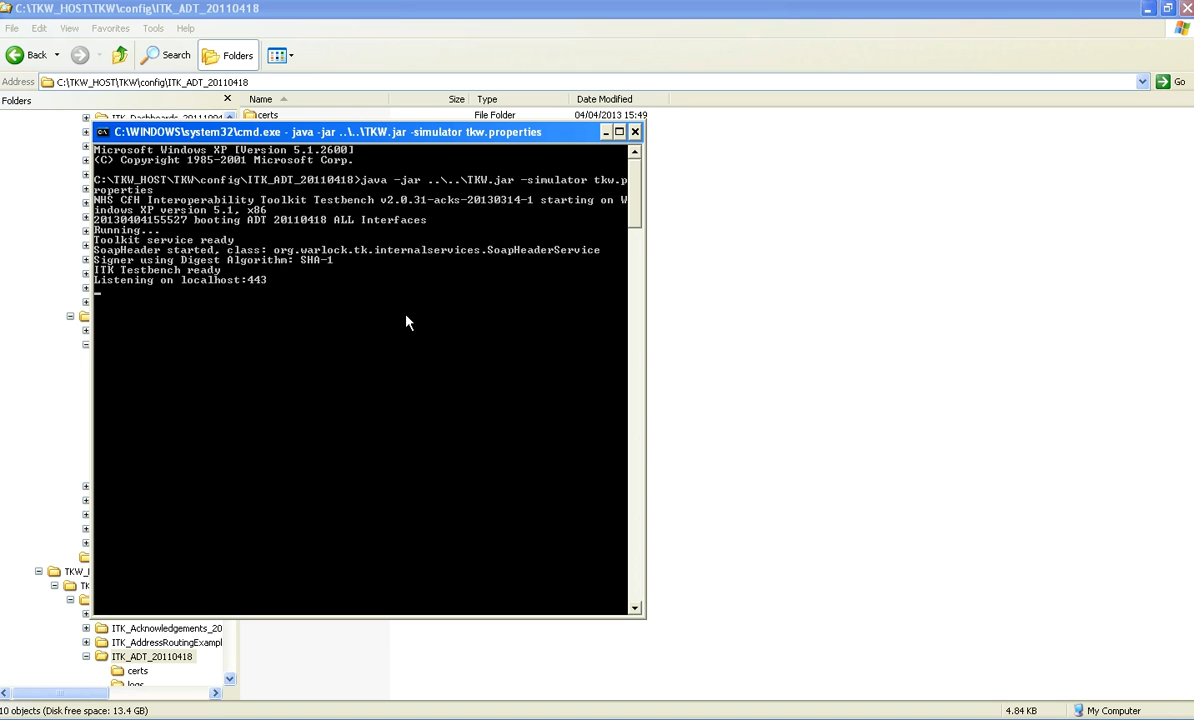 C:\TKW_HOST\TKW\config\ITK_ADT_20110418
File Edit View Favorites Tools Help
Back Search Folders
Address C:\TKW_HOST\TKW\config\ITK_ADT_20110418 Go
Folders Name Size Type Date Modified
certs File Folder 04/04/2013 15:49
C:\WINDOWS\system32\cmd.exe - java -jar ..\..\TKW.jar -simulator tkw.properties
Microsoft Windows XP [Version 5.1.2600]
(C) Copyright 1985-2001 Microsoft Corp.
C:\TKW_HOST\TKW\config\ITK_ADT_20110418>java -jar ..\..\TKW.jar -simulator tkw.p
roperties
NHS CfH Interoperability Toolkit Testbench v2.0.31-acks-20130314-1 starting on W
indows XP version 5.1, x86
20130404155527 booting ADT 20110418 ALL Interfaces
Running...
Toolkit service ready
SoapHeader started, class: org.warlock.tk.internalservices.SoapHeaderService
Signer using Digest Algorithm: SHA-1
ITK Testbench ready
Listening on localhost:443
TKW_
TK
ITK_Acknowledgements_20
ITK_AddressRoutingExampl
ITK_ADT_20110418
certs
logs
10 objects (Disk free space: 13.4 GB) 4.84 KB My Computer